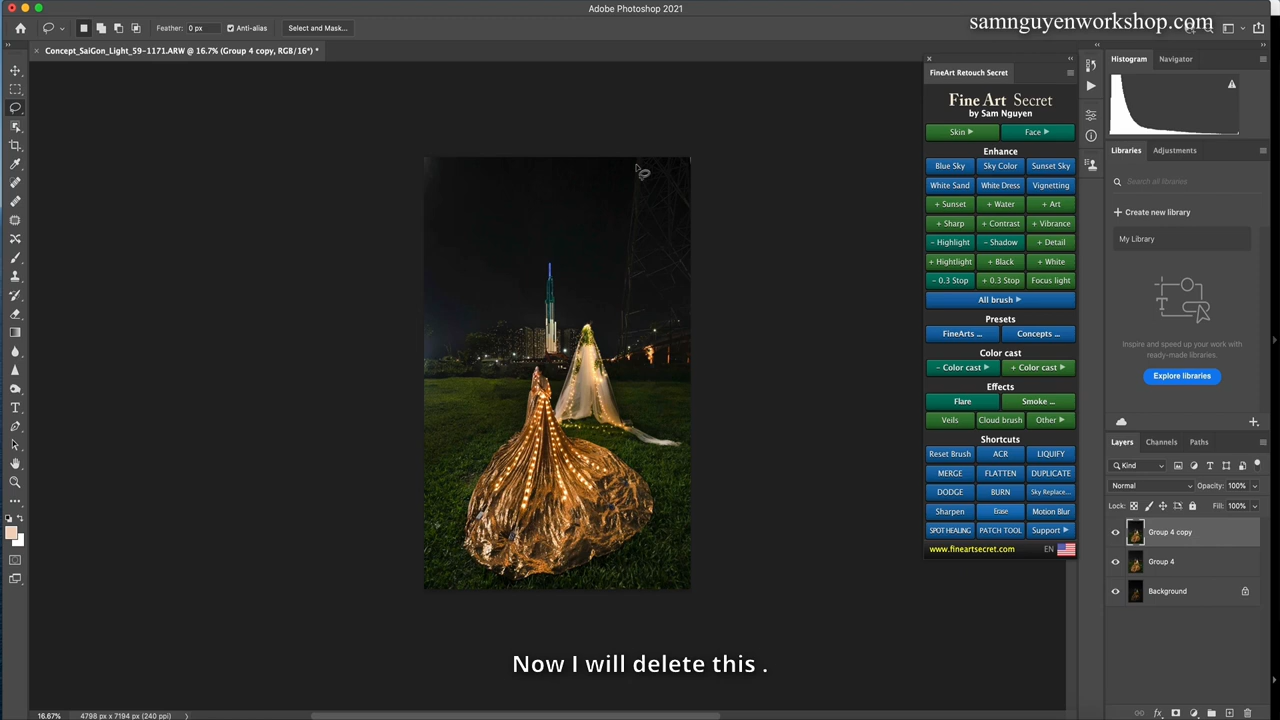 Adobe Photoshop 2021
samnguyenworkshop.com
Feather: 0 px
Anti-alias
Select and Mask...
Concept_SaiGon_Light_59-1171.ARW @ 16.7% (Group 4 copy, RGB/16*) *
FineArt Retouch Secret
Fine Art Secret
by Sam Nguyen
Skin
Face
Enhance
Blue Sky
Sky Color
Sunset Sky
White Sand
White Dress
Vignetting
+ Sunset
+ Water
+ Art
+ Sharp
+ Contrast
+ Vibrance
- Highlight
- Shadow
+ Detail
+ Hightlight
+ Black
+ White
- 0.3 Stop
+ 0.3 Stop
Focus light
All brush
Presets
FineArts ...
Concepts ...
Color cast
- Color cast
+ Color cast
Effects
Flare
Smoke ...
Veils
Cloud brush
Other
Shortcuts
Reset Brush
ACR
LIQUIFY
MERGE
FLATTEN
DUPLICATE
DODGE
BURN
Sky Replace...
Sharpen
Erase
Motion Blur
SPOT HEALING
PATCH TOOL
Support
www.fineartsecret.com
EN
Histogram
Navigator
Libraries
Adjustments
Search all libraries
Create new library
My Library
Inspire and speed up your work with
ready-made libraries.
Explore libraries
Layers
Channels
Paths
Kind
Normal
Opacity: 100%
Lock:
Fill: 100%
Group 4 copy
Group 4
Background
Now I will delete this .
16.67%
4798 px x 7194 px (240 ppi)